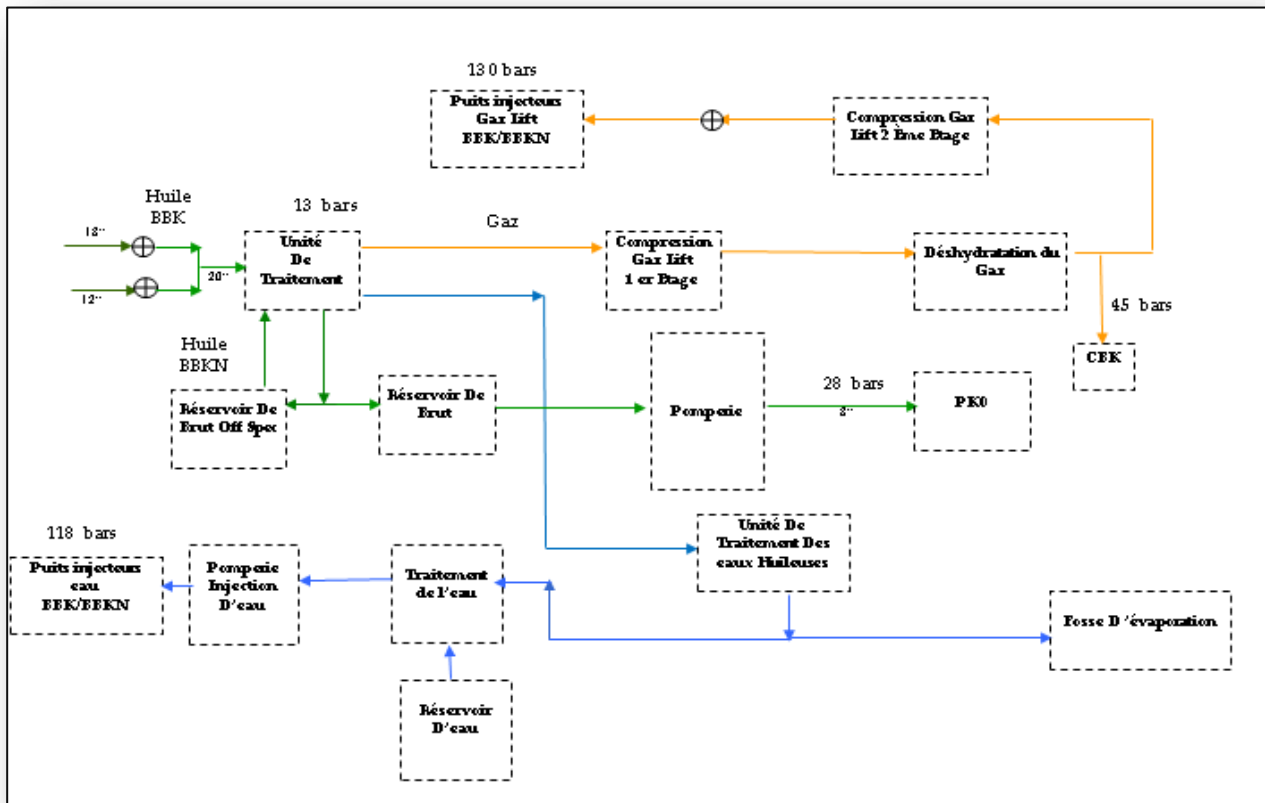 130 bars
Puits injecteurs
Gaz lift
BBK/BBKN
Compression Gaz
lift 2 Ème Etage
Huile
BBK
18"
12"
20"
13 bars
Unité
De
Traitement
Gaz
Compression
Gaz lift
1 er Etage
Déshydratation du
Gaz
45 bars
CBK
Huile
BBKN
Réservoir De
Brut Off Spec
Réservoir De
Brut
Pomperie
28 bars
8"
PK0
118 bars
Puits injecteurs
eau
BBK/BBKN
Pomperie
Injection
D'eau
Traitement
de l'eau
Unité De
Traitement Des
eaux Huileuses
Fosse D 'évaporation
Réservoir
D'eau